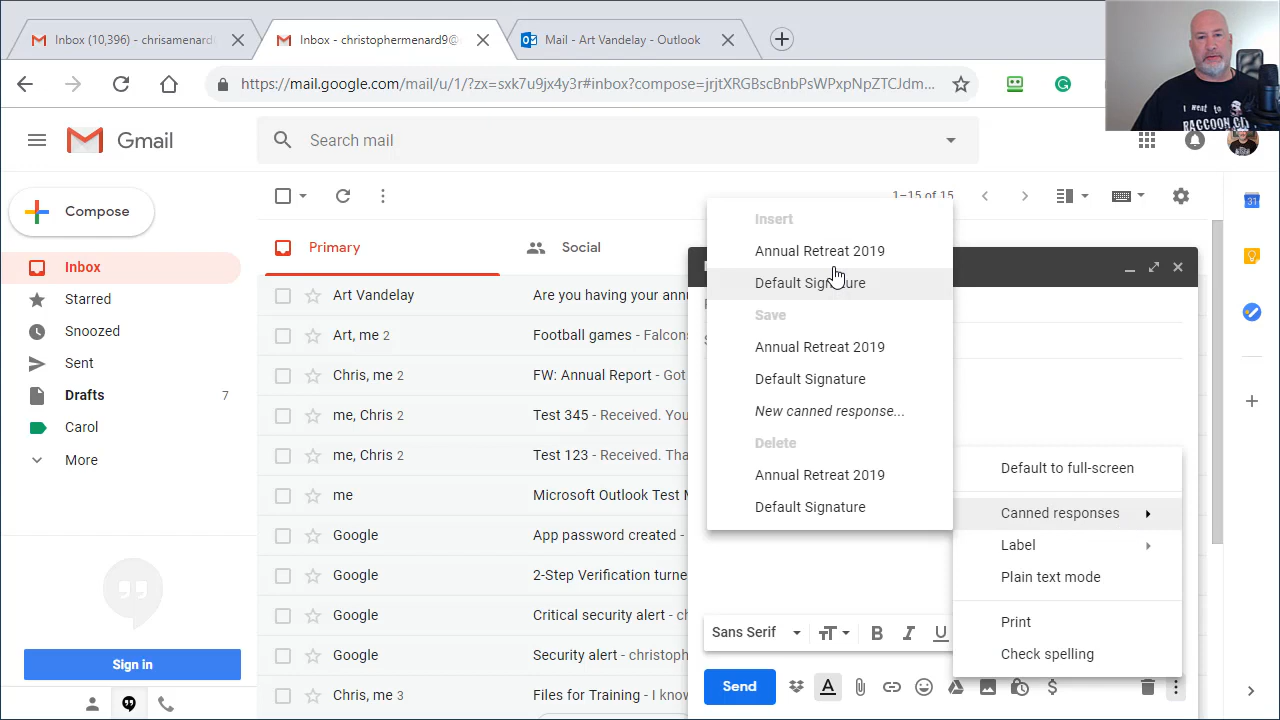 Inbox (10,396) - chrisamenard
Inbox - christophermenard9@
Mail - Art Vandelay - Outlook
https://mail.google.com/mail/u/1/?zx=sxk7u9jx4y3u#inbox?compose=jrjtXRGBscBnbPsWPxpNpZTCJdm...
I went to
RACCOON CITY
Gmail
Search mail
1–15 of 15
Compose
Primary
Social
Inbox
Starred
Snoozed
Sent
Drafts
7
Carol
More
Sign in
Art Vandelay
Are you having your annu
Art, me 2
Football games - Falcons
Chris, me 2
FW: Annual Report - Got
me, Chris 2
Test 345 - Received. You
me, Chris 2
Test 123 - Received. Tha
me
Microsoft Outlook Test M
Google
App password created -
Google
2-Step Verification turne
Google
Critical security alert - ch
Google
Security alert - christoph
Chris, me 3
Files for Training - I know
Insert
Annual Retreat 2019
Default Signature
Save
Annual Retreat 2019
Default Signature
New canned response...
Delete
Annual Retreat 2019
Default Signature
Default to full-screen
Canned responses
Label
Plain text mode
Print
Check spelling
Sans Serif
B
I
U
Send
A
31